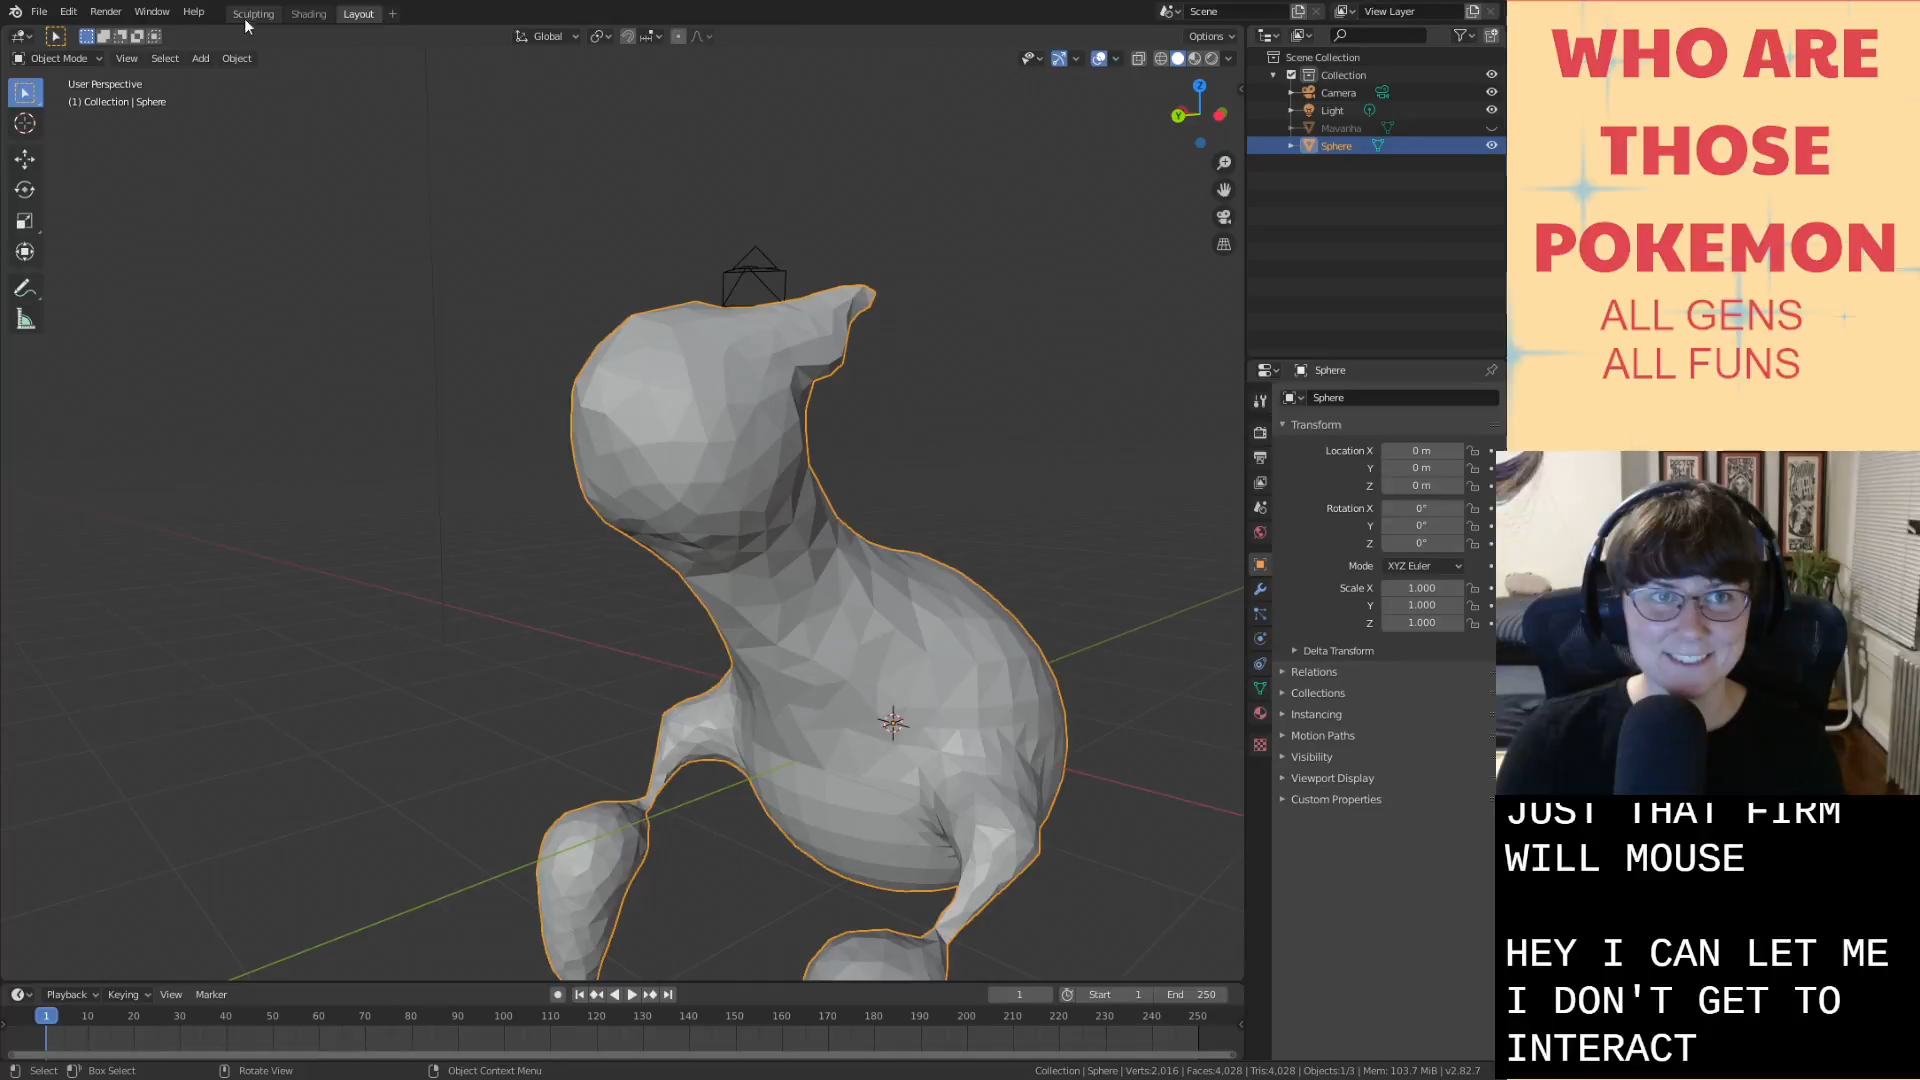 File Edit Render Window Help Sculpting Shading Layout + Scene View Layer
Global Options
Object Mode View Select Add Object
User Perspective
(1) Collection | Sphere
Z
Y
Scene Collection
Collection
Camera
Light
Mavanha
Sphere
Sphere
Sphere
Transform
Location X 0 m
Y 0 m
Z 0 m
Rotation X 0°
Y 0°
Z 0°
Mode XYZ Euler
Scale X 1.000
Y 1.000
Z 1.000
Delta Transform
Relations
Collections
Instancing
Motion Paths
Visibility
Viewport Display
Custom Properties
Playback Keying View Marker 1 Start 1 End 250
1 10 20 30 40 50 60 70 80 90 100 110 120 130 140 150 160 170 180 190 200 210 220 230 240 250
Select Box Select Rotate View Object Context Menu Collection | Sphere | Verts:2,016 | Faces:4,028 | Tris:4,028 | Objects:1/3 | Mem: 103.7 MiB | v2.82.7
WHO ARE
THOSE
POKEMON
ALL GENS
ALL FUNS
JUST THAT FIRM
WILL MOUSE
HEY I CAN LET ME
I DON'T GET TO
INTERACT